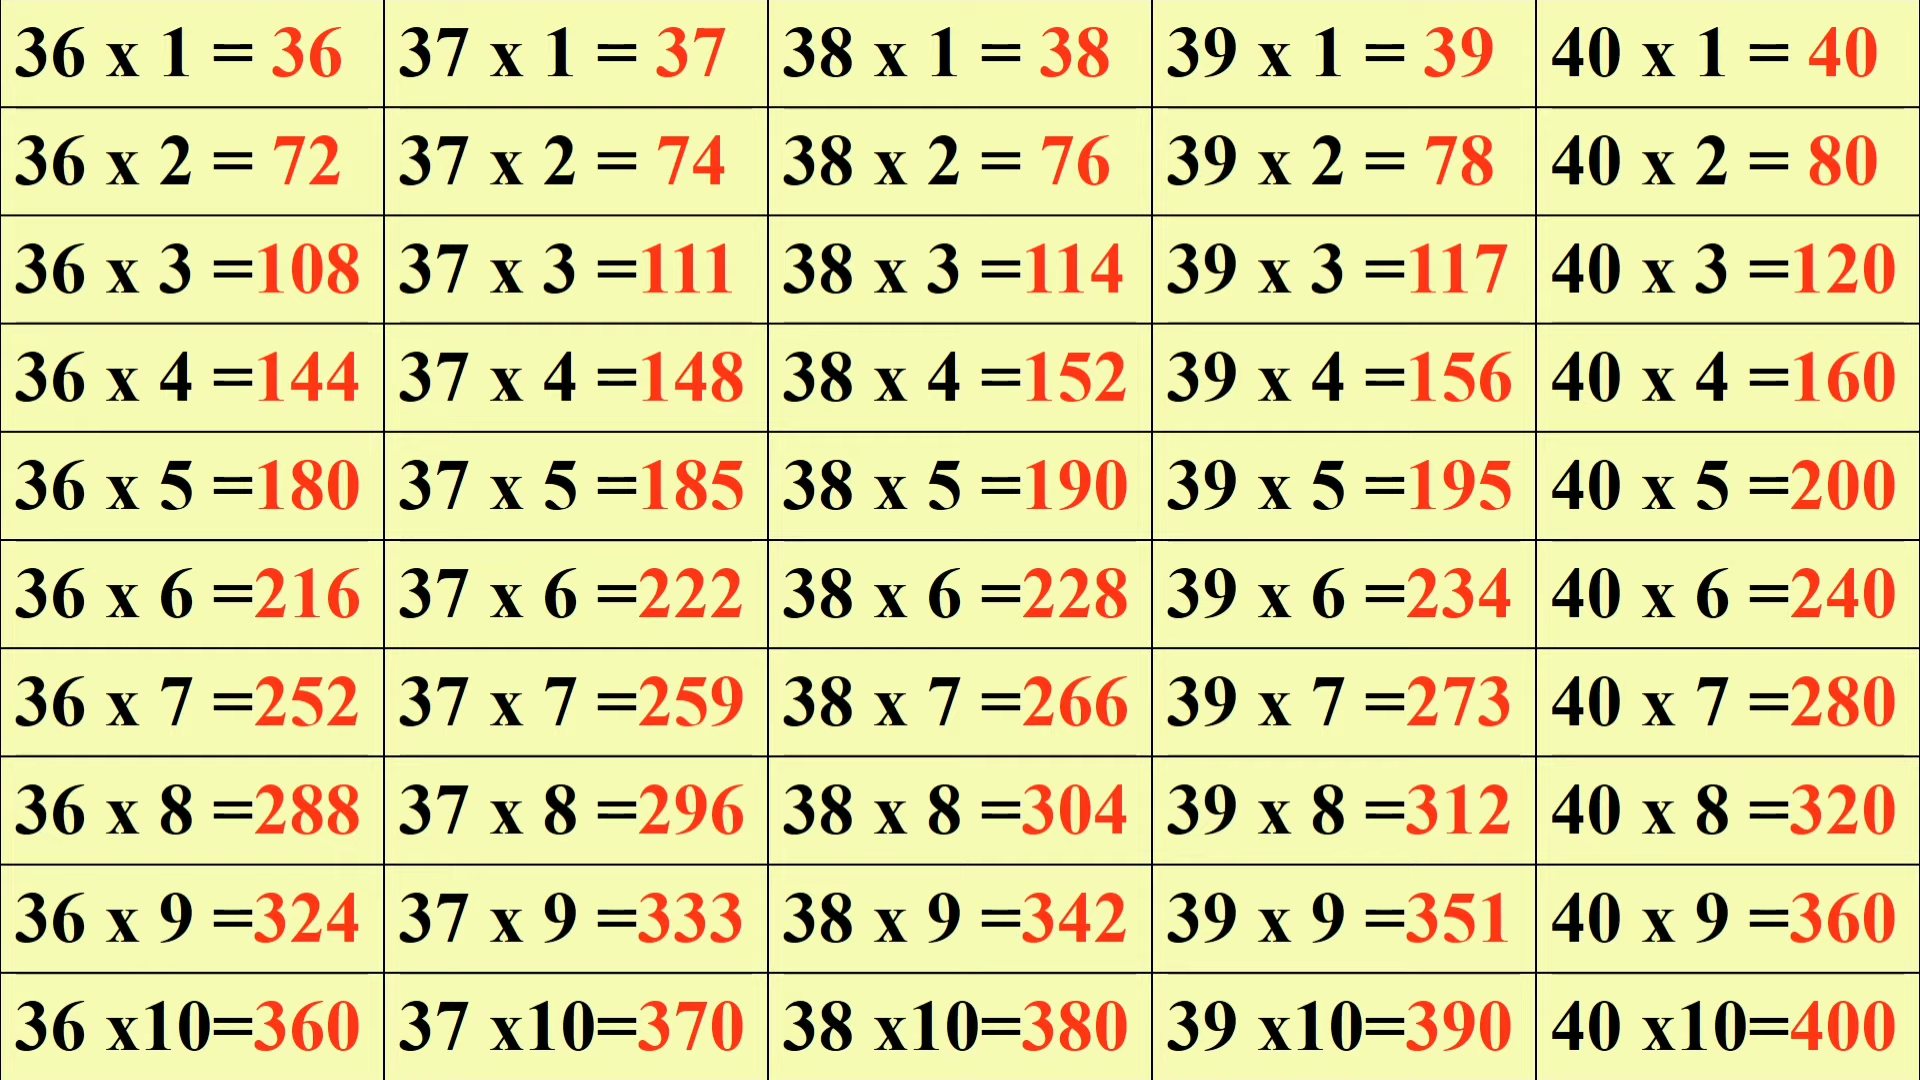 36 x 1 = 36 37 x 1 = 37 38 x 1 = 38 39 x 1 = 39 40 x 1 = 40
36 x 2 = 72 37 x 2 = 74 38 x 2 = 76 39 x 2 = 78 40 x 2 = 80
36 x 3 =108 37 x 3 =111 38 x 3 =114 39 x 3 =117 40 x 3 =120
36 x 4 =144 37 x 4 =148 38 x 4 =152 39 x 4 =156 40 x 4 =160
36 x 5 =180 37 x 5 =185 38 x 5 =190 39 x 5 =195 40 x 5 =200
36 x 6 =216 37 x 6 =222 38 x 6 =228 39 x 6 =234 40 x 6 =240
36 x 7 =252 37 x 7 =259 38 x 7 =266 39 x 7 =273 40 x 7 =280
36 x 8 =288 37 x 8 =296 38 x 8 =304 39 x 8 =312 40 x 8 =320
36 x 9 =324 37 x 9 =333 38 x 9 =342 39 x 9 =351 40 x 9 =360
36 x10=360 37 x10=370 38 x10=380 39 x10=390 40 x10=400